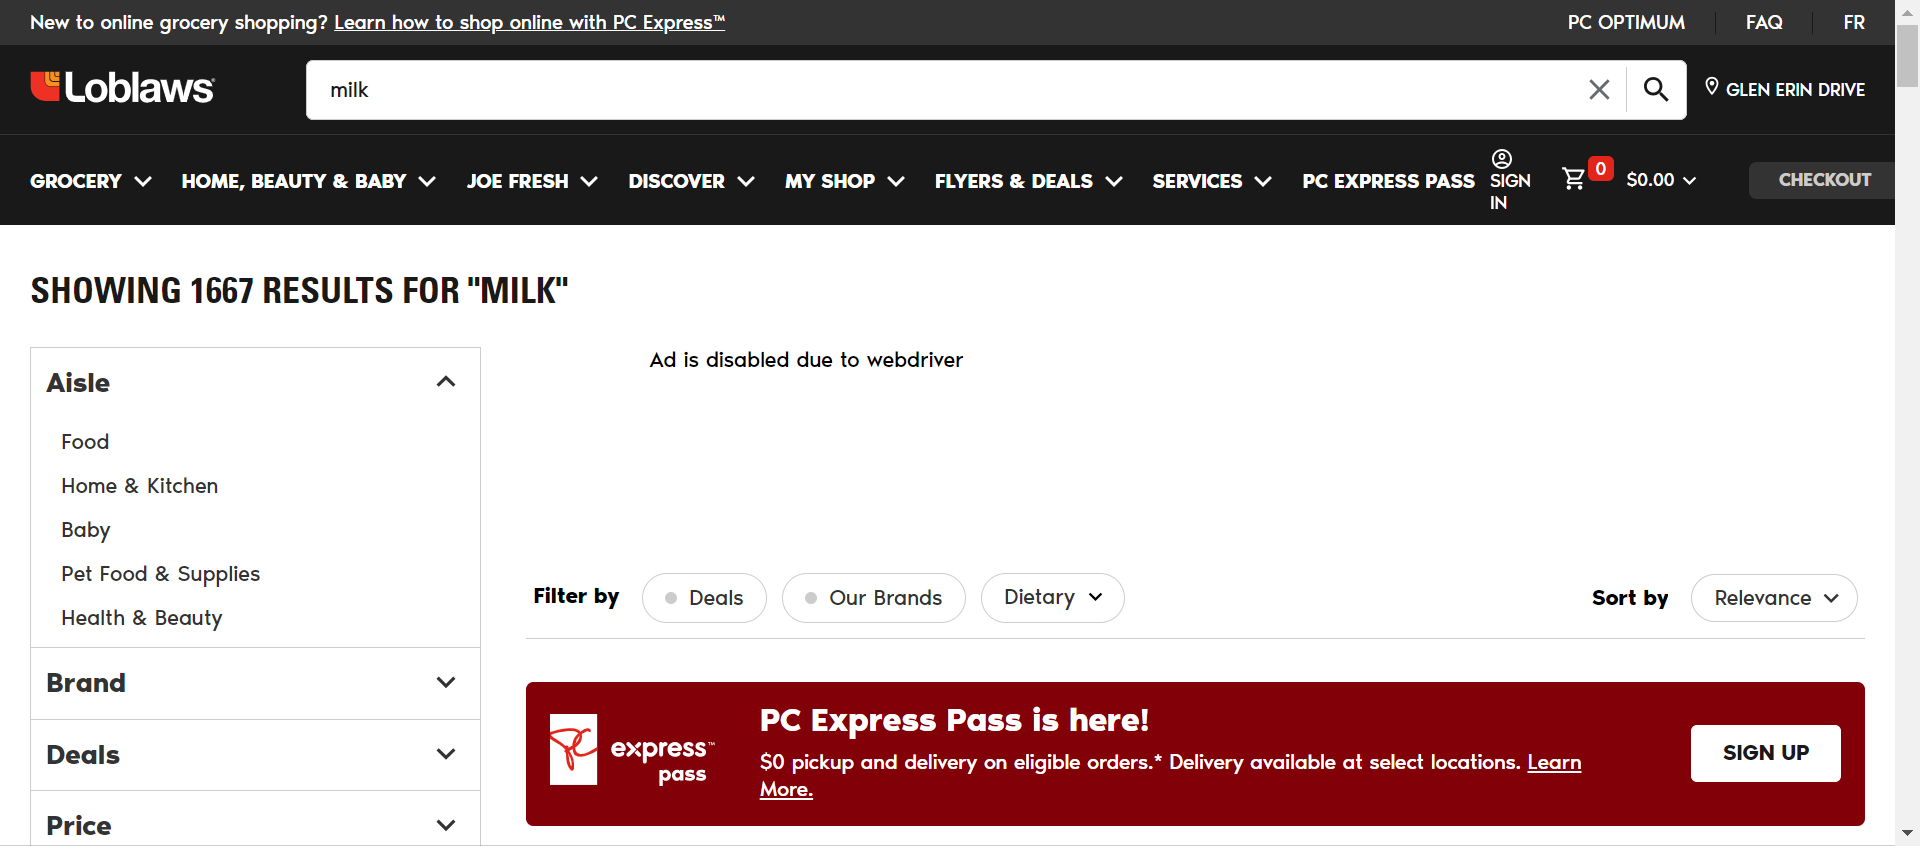 New to online grocery shopping? Learn how to shop online with PC Express™
PC OPTIMUM
FAQ
FR
Loblaws
milk
GLEN ERIN DRIVE
GROCERY
HOME, BEAUTY & BABY
JOE FRESH
DISCOVER
MY SHOP
FLYERS & DEALS
SERVICES
PC EXPRESS PASS
SIGN
IN
0
$0.00
CHECKOUT
SHOWING 1667 RESULTS FOR "MILK"
Aisle
Food
Home & Kitchen
Baby
Pet Food & Supplies
Health & Beauty
Brand
Deals
Price
Ad is disabled due to webdriver
Filter by
Deals
Our Brands
Dietary
Sort by
Relevance
express™
pass
PC Express Pass is here!
$0 pickup and delivery on eligible orders.* Delivery available at select locations. Learn
More.
SIGN UP